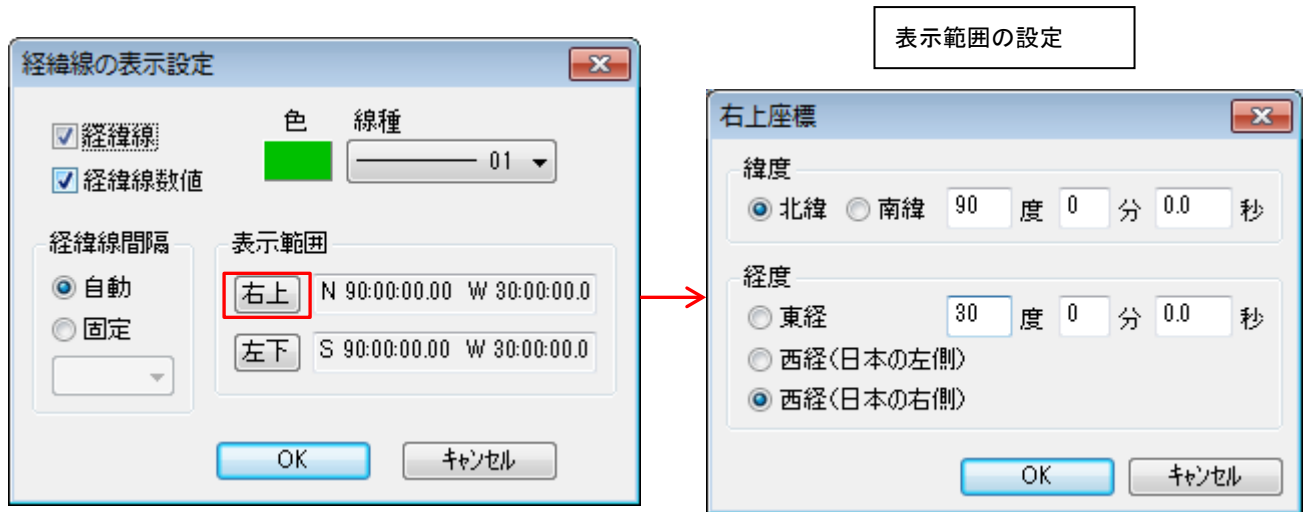 表示範囲の設定
経緯線の表示設定
経緯線
経緯線数値
色 線種
01
経緯線間隔
自動
固定
表示範囲
右上 N 90:00:00.00 W 30:00:00.0
左下 S 90:00:00.00 W 30:00:00.0
OK キャンセル
右上座標
緯度
北緯 南緯 90 度 0 分 0.0 秒
経度
東経 30 度 0 分 0.0 秒
西経(日本の左側)
西経(日本の右側)
OK キャンセル